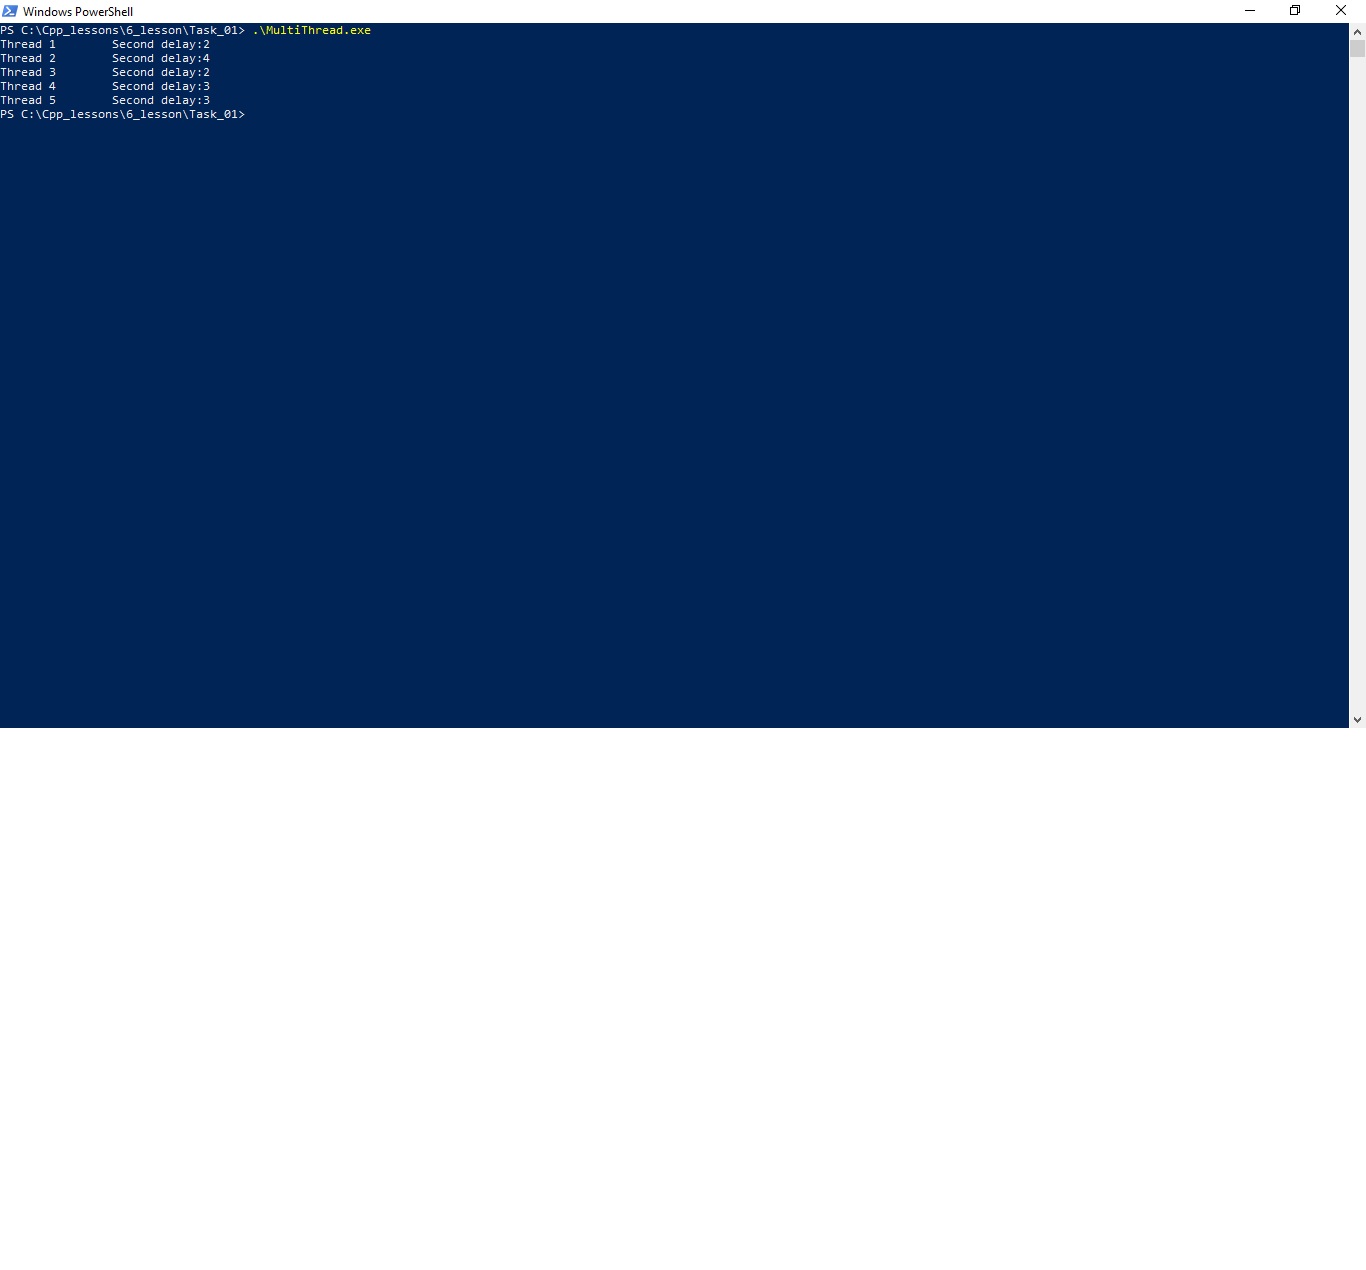 Windows PowerShell
PS C:\Cpp_lessons\6_lesson\Task_01> .\MultiThread.exe
Thread 1        Second delay:2
Thread 2        Second delay:4
Thread 3        Second delay:2
Thread 4        Second delay:3
Thread 5        Second delay:3
PS C:\Cpp_lessons\6_lesson\Task_01>